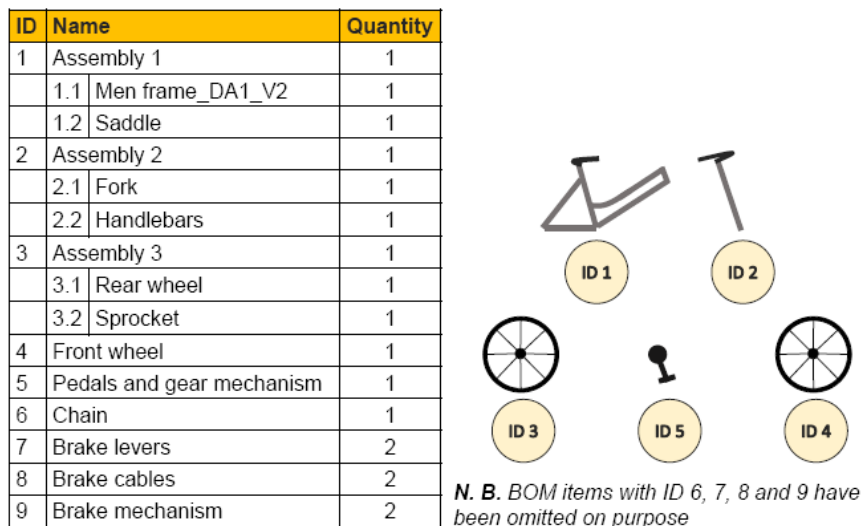 ID Name Quantity
1 Assembly 1 1
1.1 Men frame_DA1_V2 1
1.2 Saddle 1
2 Assembly 2 1
2.1 Fork 1
2.2 Handlebars 1
3 Assembly 3 1
3.1 Rear wheel 1
3.2 Sprocket 1
4 Front wheel 1
5 Pedals and gear mechanism 1
6 Chain 1
7 Brake levers 2
8 Brake cables 2
9 Brake mechanism 2
ID 1 ID 2
ID 3 ID 5 ID 4
N. B. BOM items with ID 6, 7, 8 and 9 have
been omitted on purpose